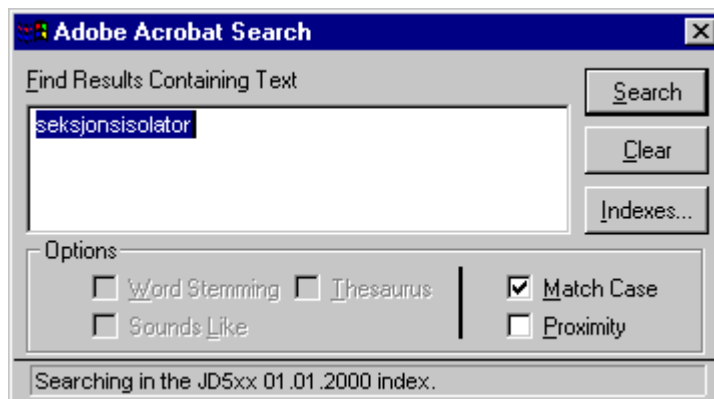 Adobe Acrobat Search
Find Results Containing Text
Search
seksjonsisolator
Clear
Indexes...
Options
Word Stemming Thesaurus Match Case
Sounds Like Proximity
Searching in the JD5xx 01.01.2000 index.